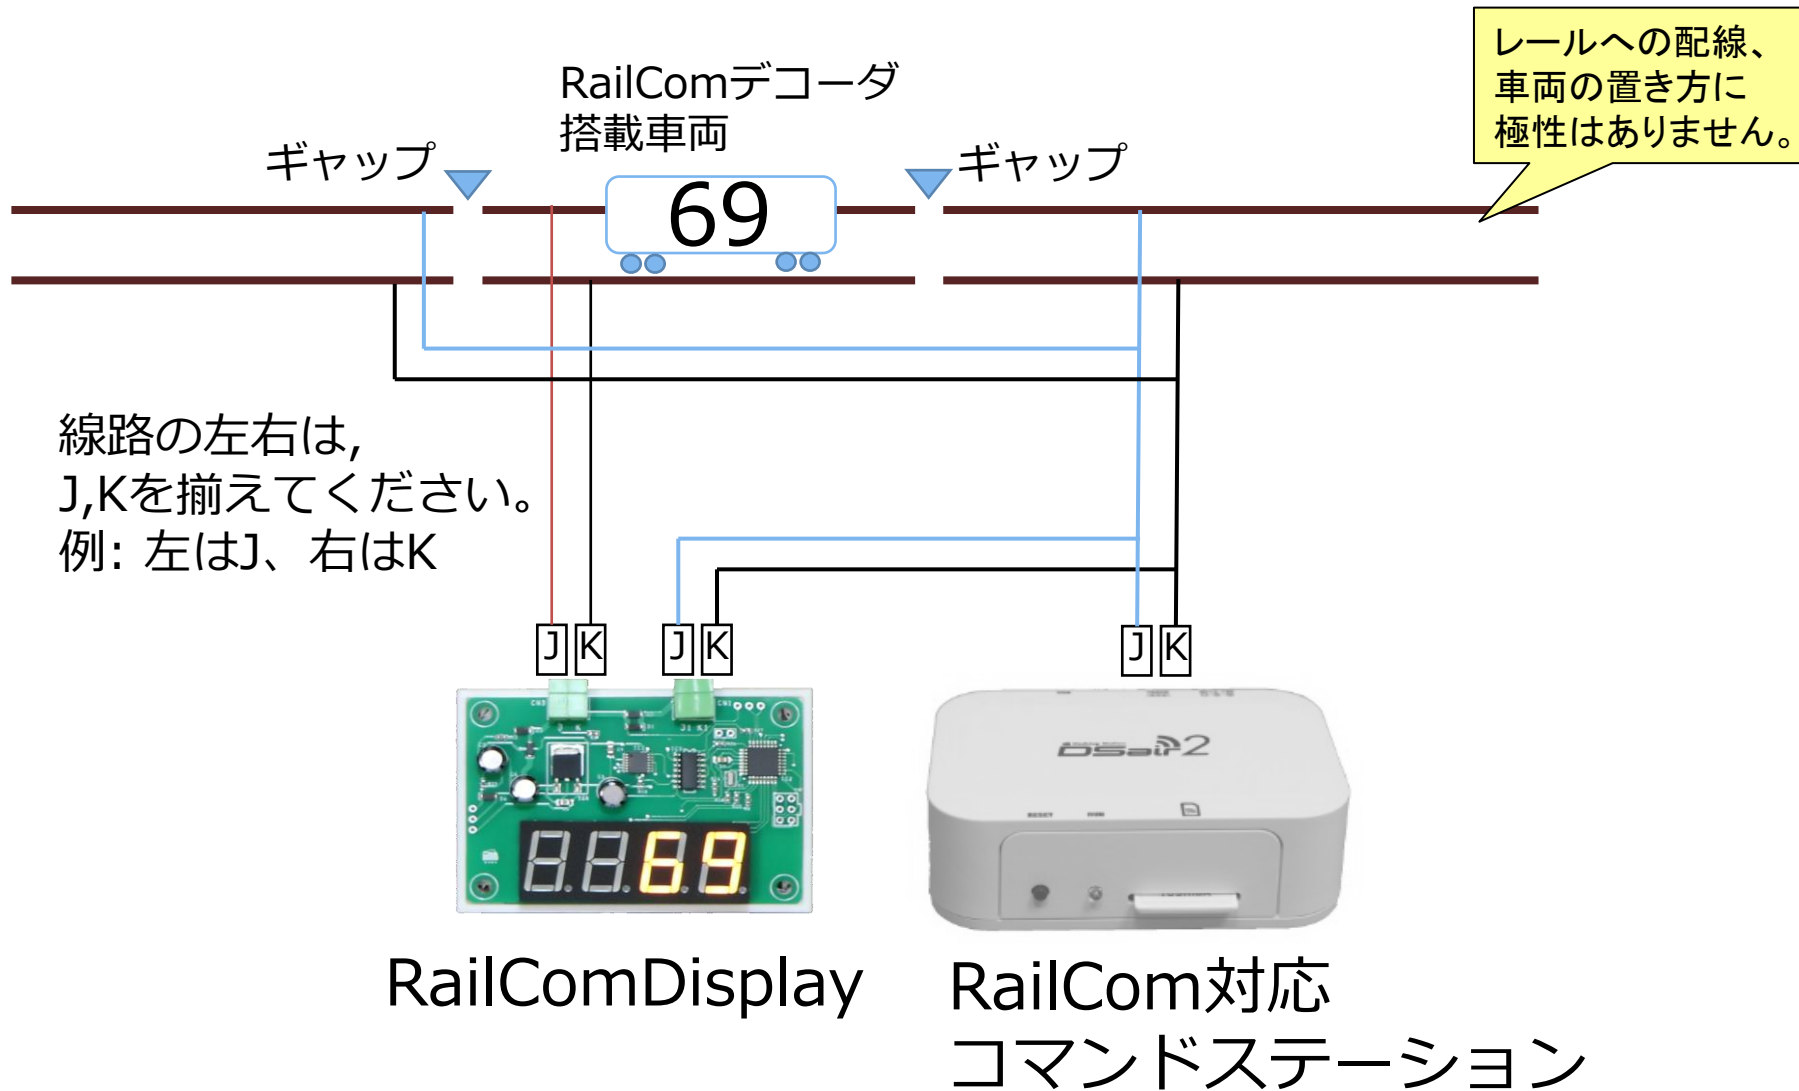 レールへの配線、
車両の置き方に
極性はありません。
RailComデコーダ
搭載車両
ギャップ
ギャップ
69
線路の左右は,
J,Kを揃えてください。
例: 左はJ、右はK
J K
J K
J K
DSair2
RESET
69
RailComDisplay
RailCom対応
コマンドステーション